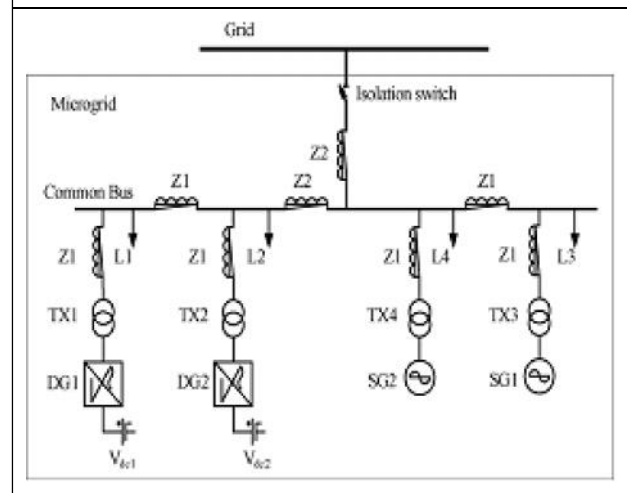 Grid
Isolation switch
Microgrid
Z2
Z1 Z2 Z1
Common Bus
Z1 L1 Z1 L2 Z1 L4 Z1 L3
TX1 TX2 TX4 TX3
DG1 DG2 SG2 SG1
Vdc1 Vdc2